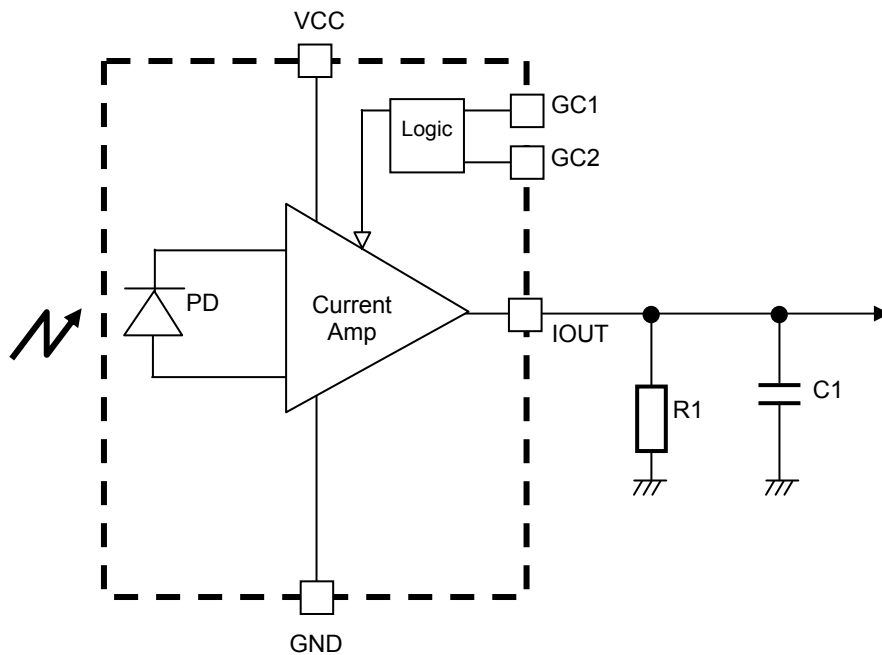 VCC
GC1
Logic
GC2
PD
Current
Amp
IOUT
R1
C1
GND